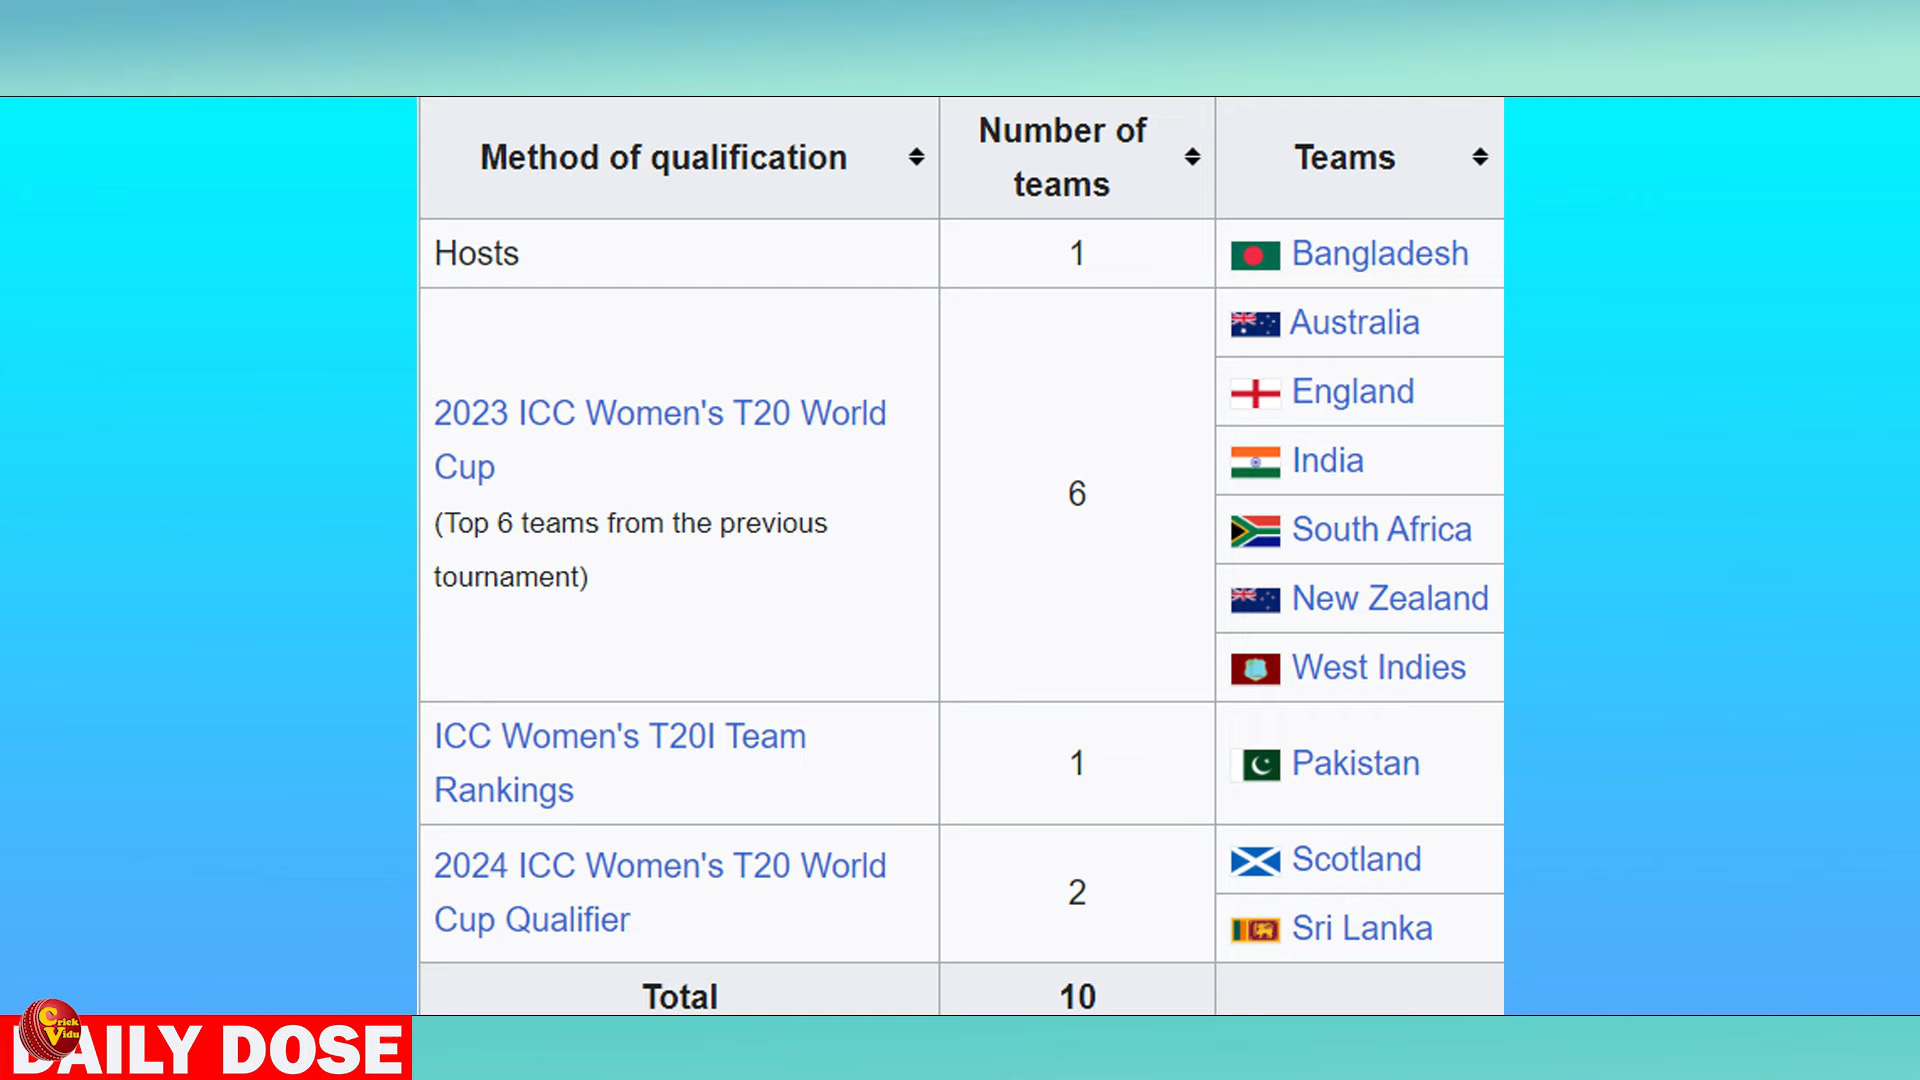 Method of qualification
Number of
teams
Teams
Hosts
1
Bangladesh
2023 ICC Women's T20 World
Cup
(Top 6 teams from the previous
tournament)
6
Australia
England
India
South Africa
New Zealand
West Indies
ICC Women's T20I Team
Rankings
1
Pakistan
2024 ICC Women's T20 World
Cup Qualifier
2
Scotland
Sri Lanka
Total
10
Crick
Vidu
DAILY DOSE